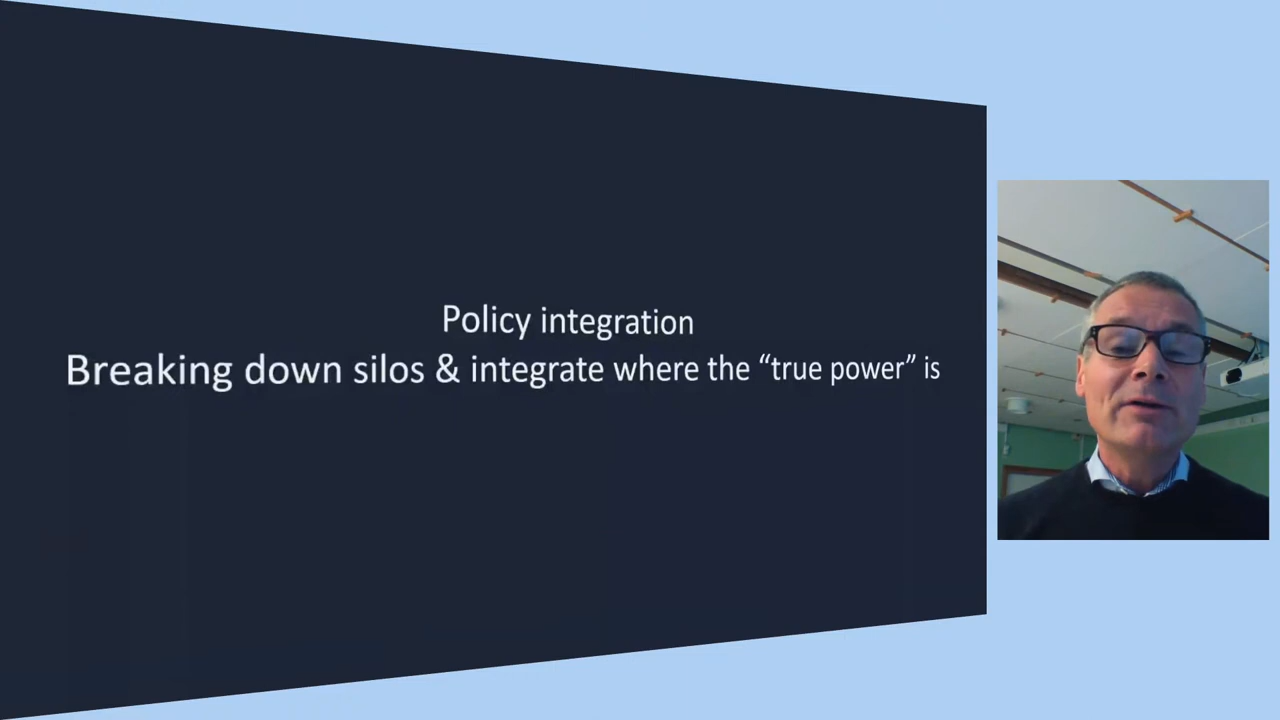 Policy integration
Breaking down silos & integrate where the “true power” is